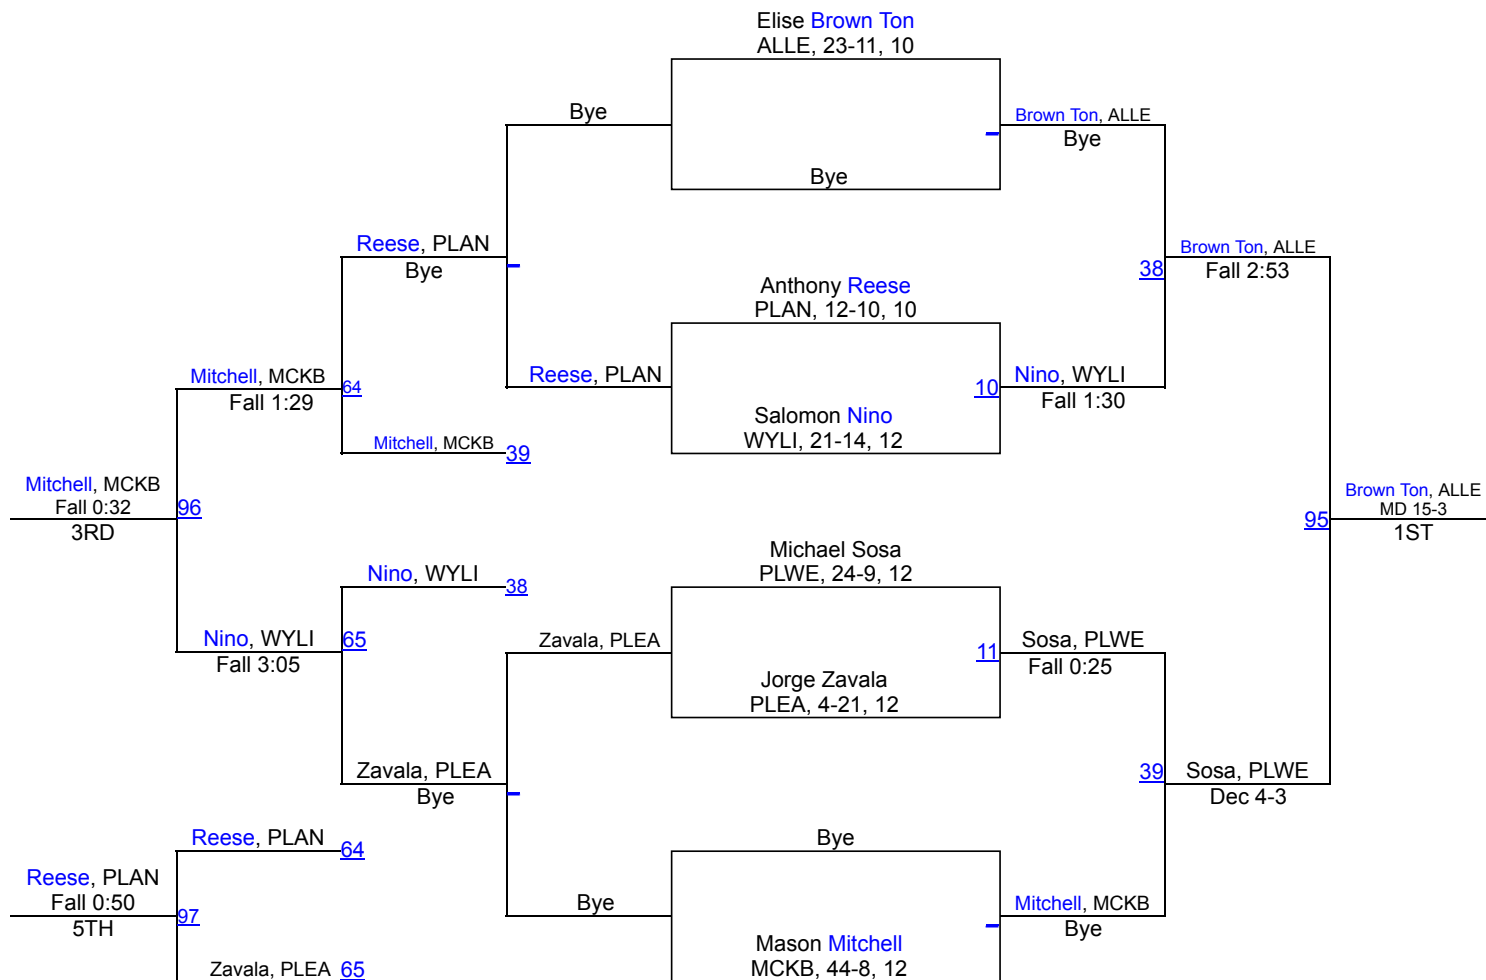 Elise Brown Ton
ALLE, 23-11, 10
Bye
Brown Ton, ALLE
Bye
Bye
Reese, PLAN
Bye
Brown Ton, ALLE
38
Fall 2:53
Anthony Reese
PLAN, 12-10, 10
Mitchell, MCKB
64
Fall 1:29
Reese, PLAN
10
Nino, WYLI
Fall 1:30
Salomon Nino
WYLI, 21-14, 12
Mitchell, MCKB
39
Mitchell, MCKB
Fall 0:32
96
3RD
Brown Ton, ALLE
MD 15-3
95
1ST
Michael Sosa
PLWE, 24-9, 12
Nino, WYLI
38
Nino, WYLI
65
Fall 3:05
Zavala, PLEA
11
Sosa, PLWE
Fall 0:25
Jorge Zavala
PLEA, 4-21, 12
Zavala, PLEA
Bye
39
Sosa, PLWE
Dec 4-3
Reese, PLAN
64
Bye
Reese, PLAN
Fall 0:50
97
5TH
Bye
Mitchell, MCKB
Bye
Mason Mitchell
MCKB, 44-8, 12
Zavala, PLEA
65